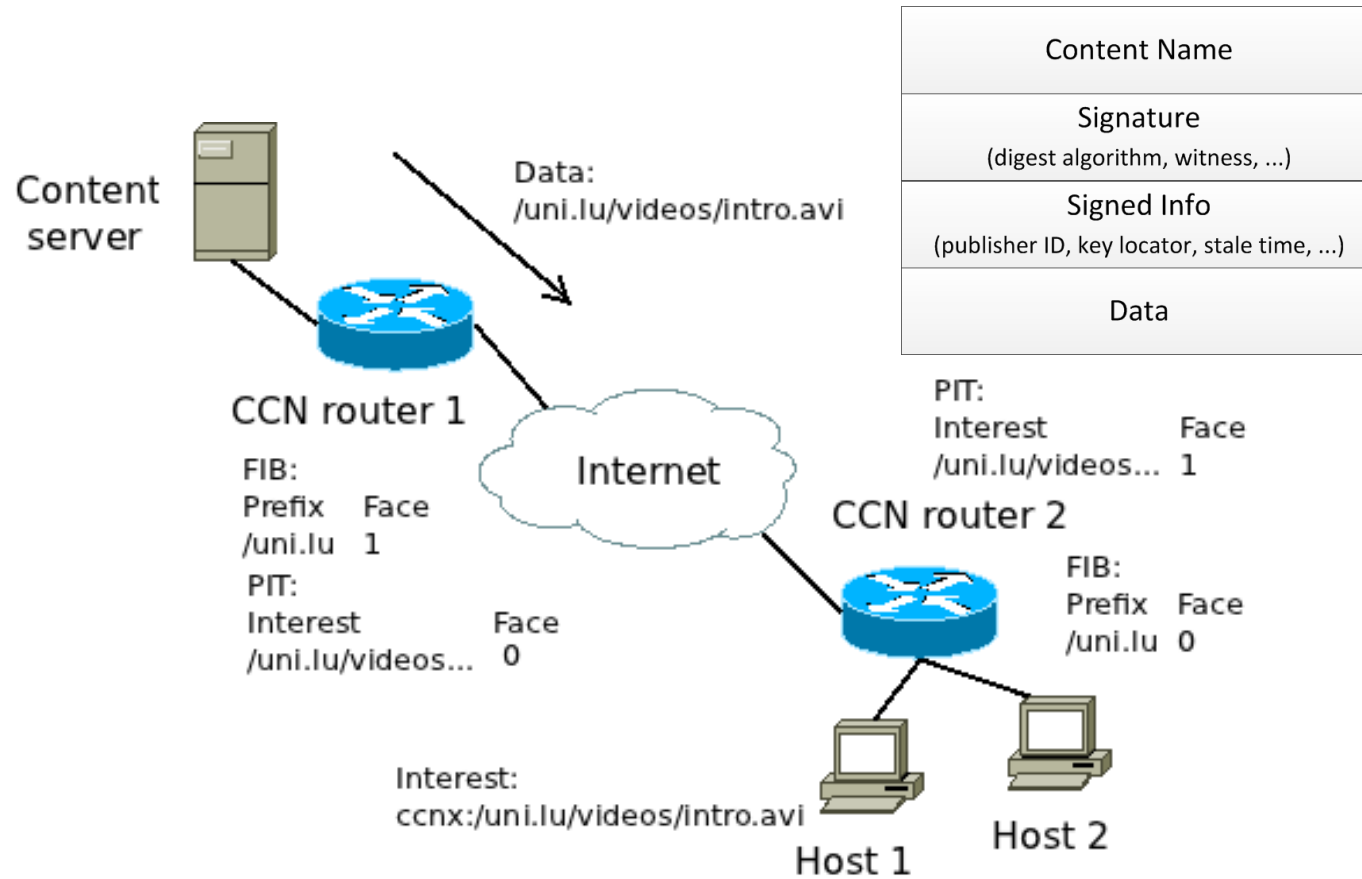 Content Name
Signature
(digest algorithm, witness, ...)
Signed Info
(publisher ID, key locator, stale time, ...)
Data
Content
server
Data:
/uni.lu/videos/intro.avi
CCN router 1
FIB:
Prefix Face
/uni.lu 1
PIT:
Interest Face
/uni.lu/videos... 0
Internet
PIT:
Interest Face
/uni.lu/videos... 1
CCN router 2
FIB:
Prefix Face
/uni.lu 0
Interest:
ccnx:/uni.lu/videos/intro.avi
Host 1
Host 2